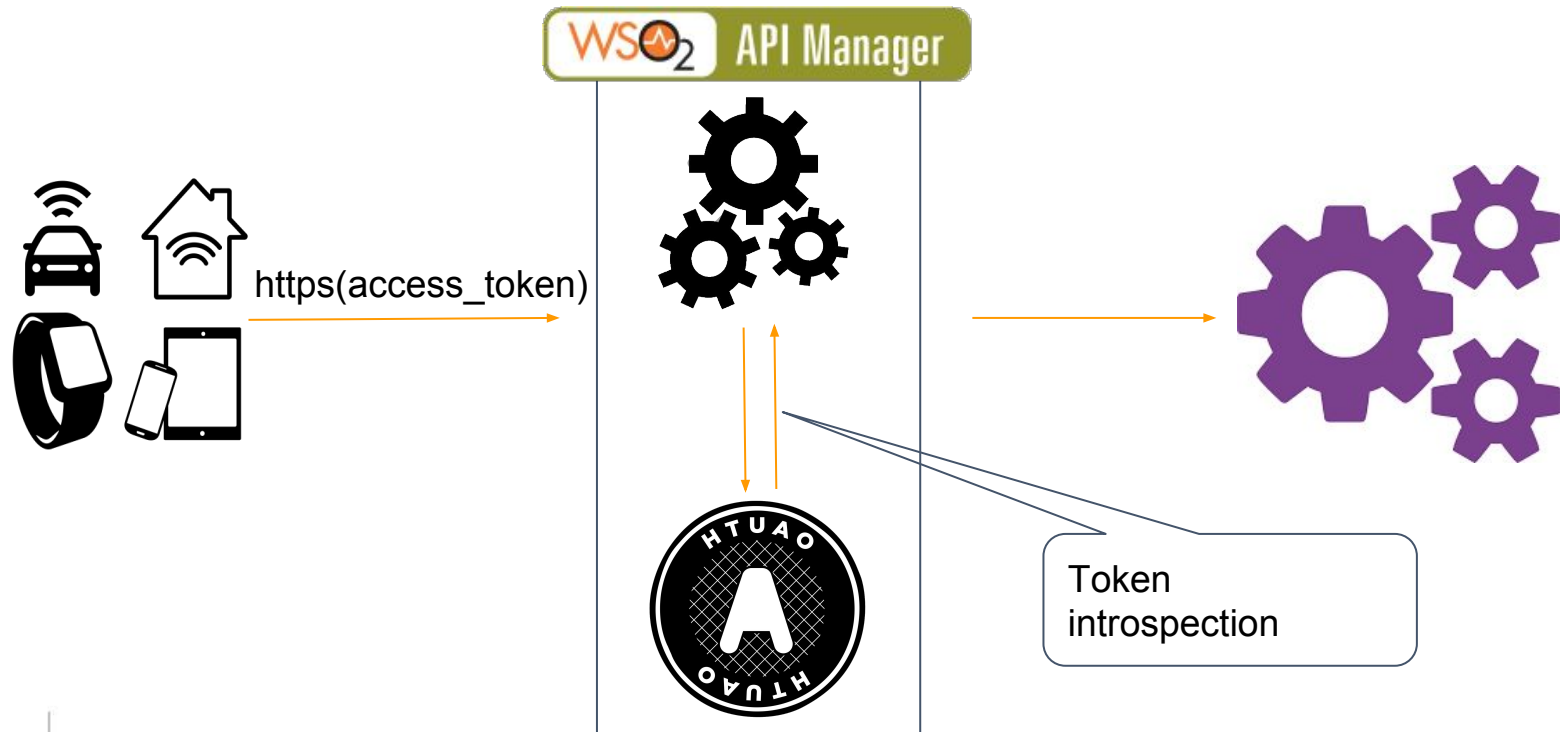 WSO2 API Manager
https(access_token)
HTUAO
HTUAO
Token
introspection